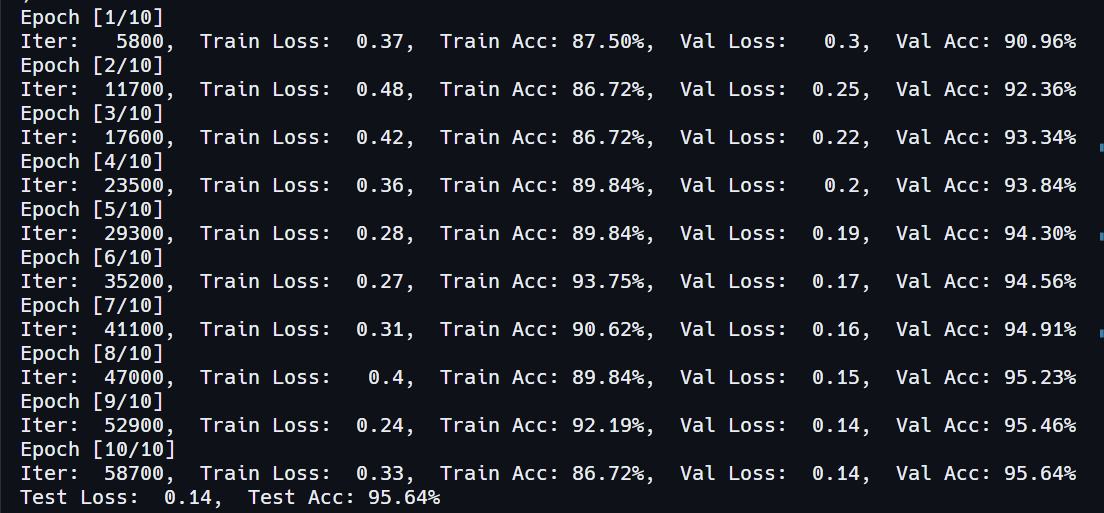 Epoch [1/10]
Iter:   5800,  Train Loss:  0.37,  Train Acc: 87.50%,  Val Loss:   0.3,  Val Acc: 90.96%
Epoch [2/10]
Iter:  11700,  Train Loss:  0.48,  Train Acc: 86.72%,  Val Loss:  0.25,  Val Acc: 92.36%
Epoch [3/10]
Iter:  17600,  Train Loss:  0.42,  Train Acc: 86.72%,  Val Loss:  0.22,  Val Acc: 93.34%
Epoch [4/10]
Iter:  23500,  Train Loss:  0.36,  Train Acc: 89.84%,  Val Loss:   0.2,  Val Acc: 93.84%
Epoch [5/10]
Iter:  29300,  Train Loss:  0.28,  Train Acc: 89.84%,  Val Loss:  0.19,  Val Acc: 94.30%
Epoch [6/10]
Iter:  35200,  Train Loss:  0.27,  Train Acc: 93.75%,  Val Loss:  0.17,  Val Acc: 94.56%
Epoch [7/10]
Iter:  41100,  Train Loss:  0.31,  Train Acc: 90.62%,  Val Loss:  0.16,  Val Acc: 94.91%
Epoch [8/10]
Iter:  47000,  Train Loss:   0.4,  Train Acc: 89.84%,  Val Loss:  0.15,  Val Acc: 95.23%
Epoch [9/10]
Iter:  52900,  Train Loss:  0.24,  Train Acc: 92.19%,  Val Loss:  0.14,  Val Acc: 95.46%
Epoch [10/10]
Iter:  58700,  Train Loss:  0.33,  Train Acc: 86.72%,  Val Loss:  0.14,  Val Acc: 95.64%
Test Loss:  0.14,  Test Acc: 95.64%